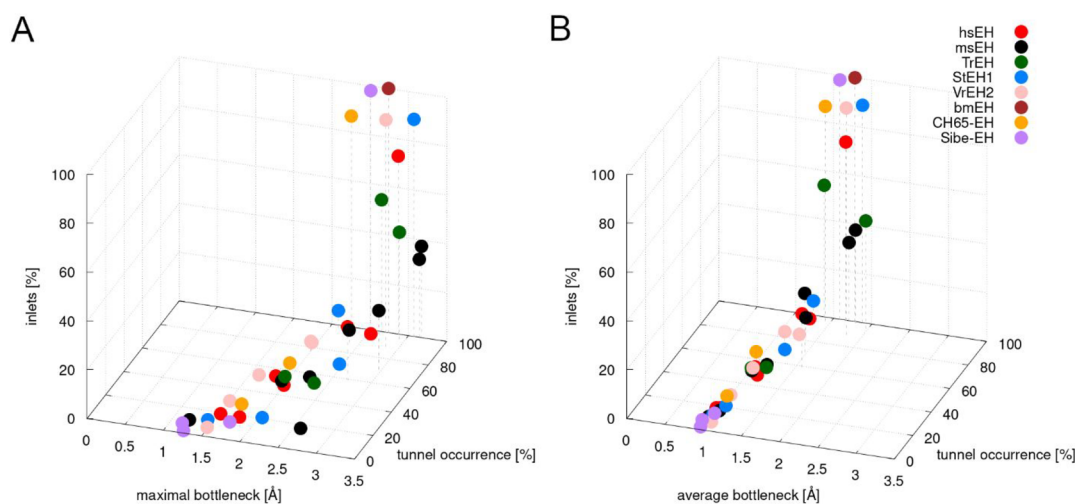 A
B
hsEH
msEH
TrEH
StEH1
VrEH2
bmEH
CH65-EH
Sibe-EH
100
80
60
40
20
0
inlets [%]
0
0.5
1
1.5
2
2.5
3
3.5
maximal bottleneck [Å]
0
20
40
60
80
100
tunnel occurrence [%]
100
80
60
40
20
0
inlets [%]
0
0.5
1
1.5
2
2.5
3
3.5
average bottleneck [Å]
0
20
40
60
80
100
tunnel occurrence [%]